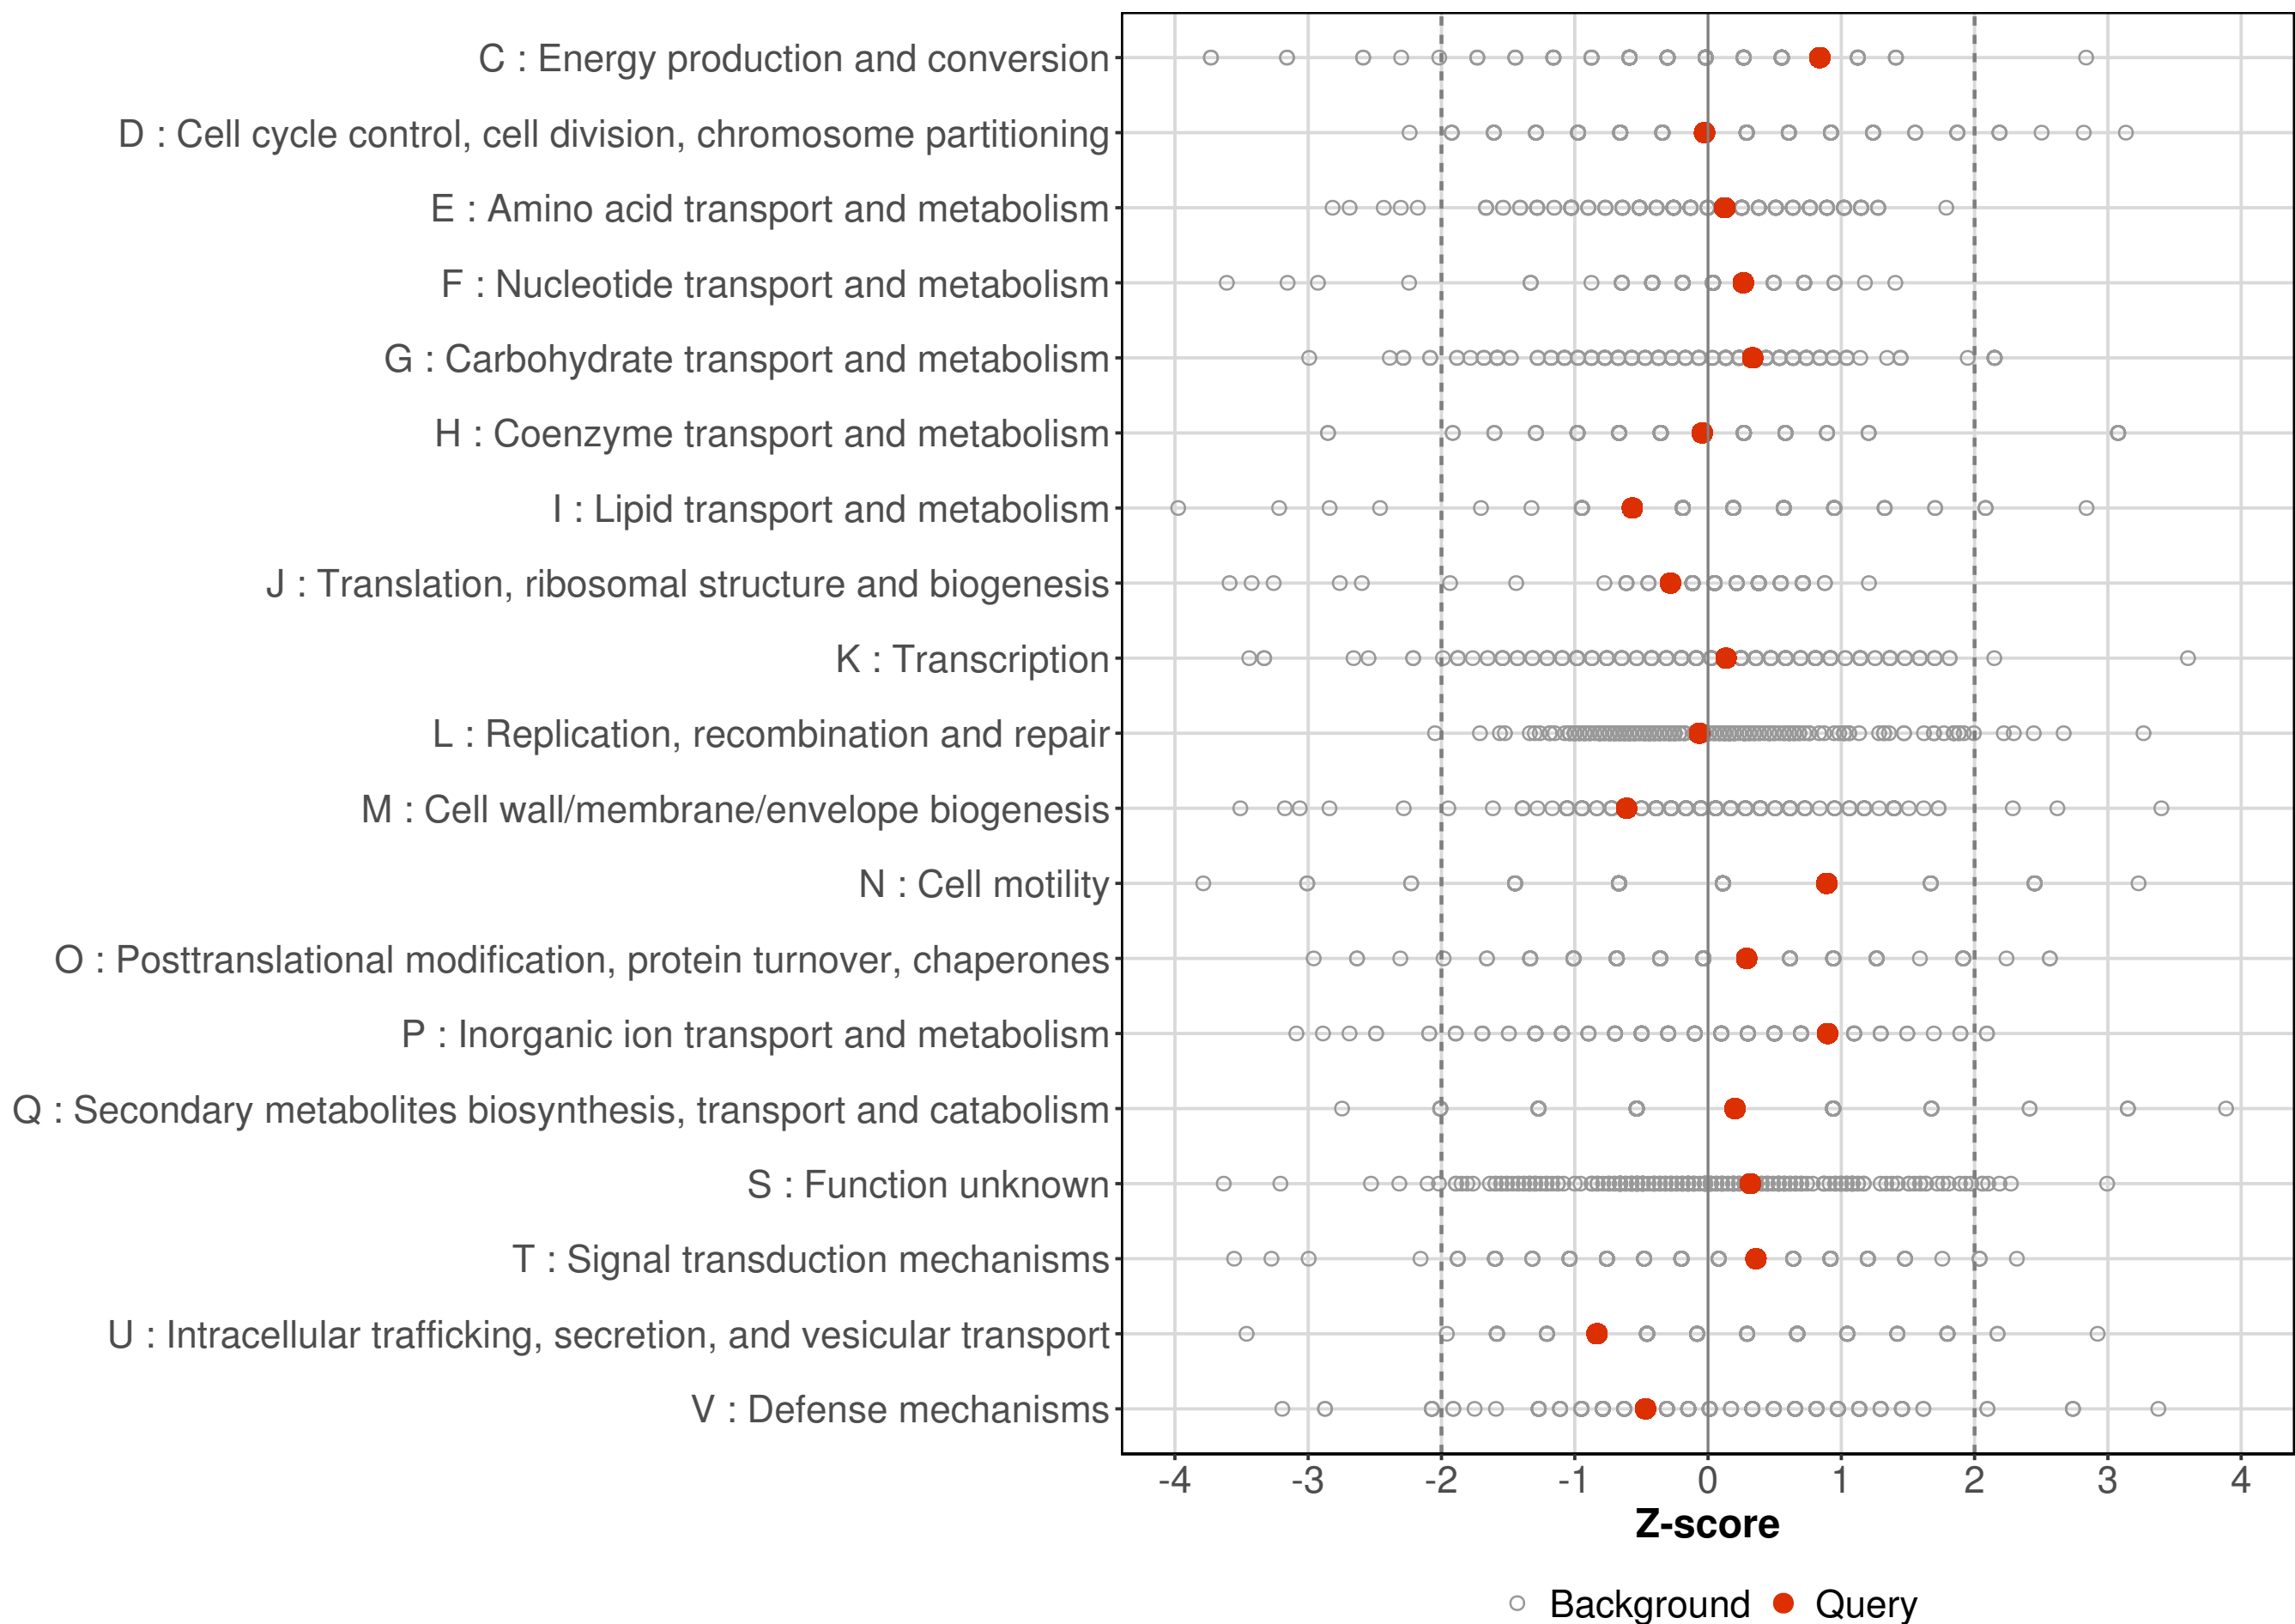 C : Energy production and conversion
D : Cell cycle control, cell division, chromosome partitioning
E : Amino acid transport and metabolism
F : Nucleotide transport and metabolism
G : Carbohydrate transport and metabolism
H : Coenzyme transport and metabolism
I : Lipid transport and metabolism
J : Translation, ribosomal structure and biogenesis
K : Transcription
L : Replication, recombination and repair
M : Cell wall/membrane/envelope biogenesis
N : Cell motility
O : Posttranslational modification, protein turnover, chaperones
P : Inorganic ion transport and metabolism
Q : Secondary metabolites biosynthesis, transport and catabolism
S : Function unknown
T : Signal transduction mechanisms
U : Intracellular trafficking, secretion, and vesicular transport
V : Defense mechanisms
-4 -3 -2 -1 0 1 2 3 4
Z-score
Background Query